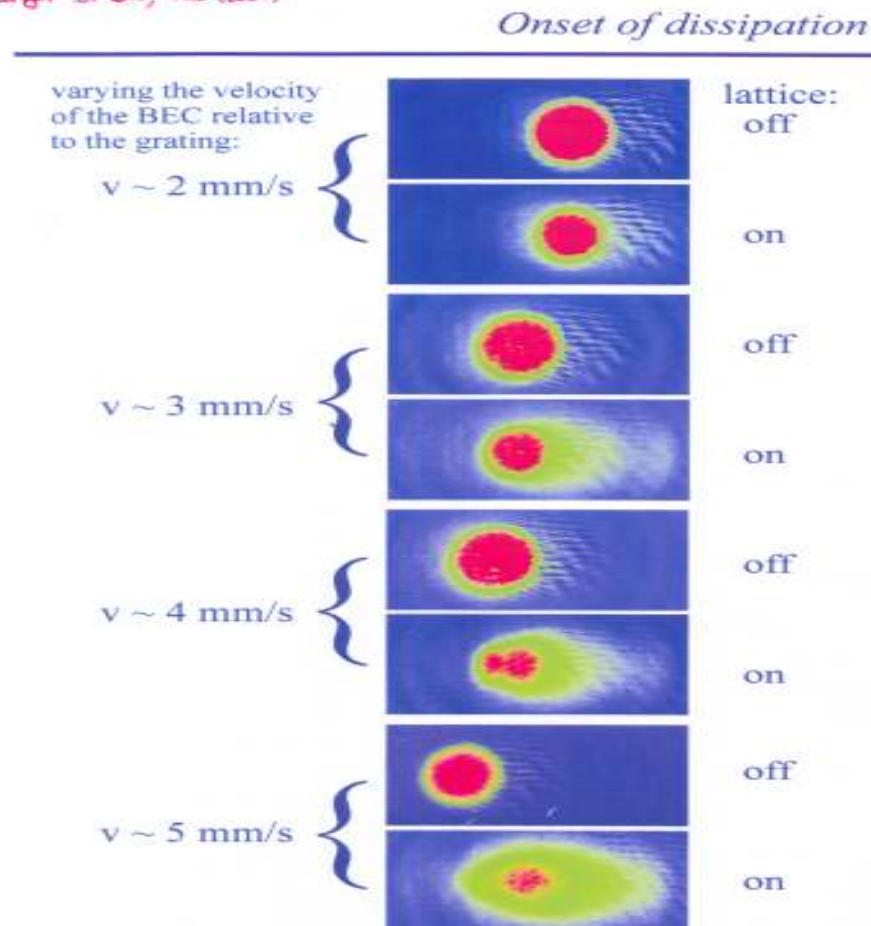 Onset of dissipation
varying the velocity
of the BEC relative
to the grating:
lattice:
off
v ~ 2 mm/s
on
off
v ~ 3 mm/s
on
off
v ~ 4 mm/s
on
off
v ~ 5 mm/s
on